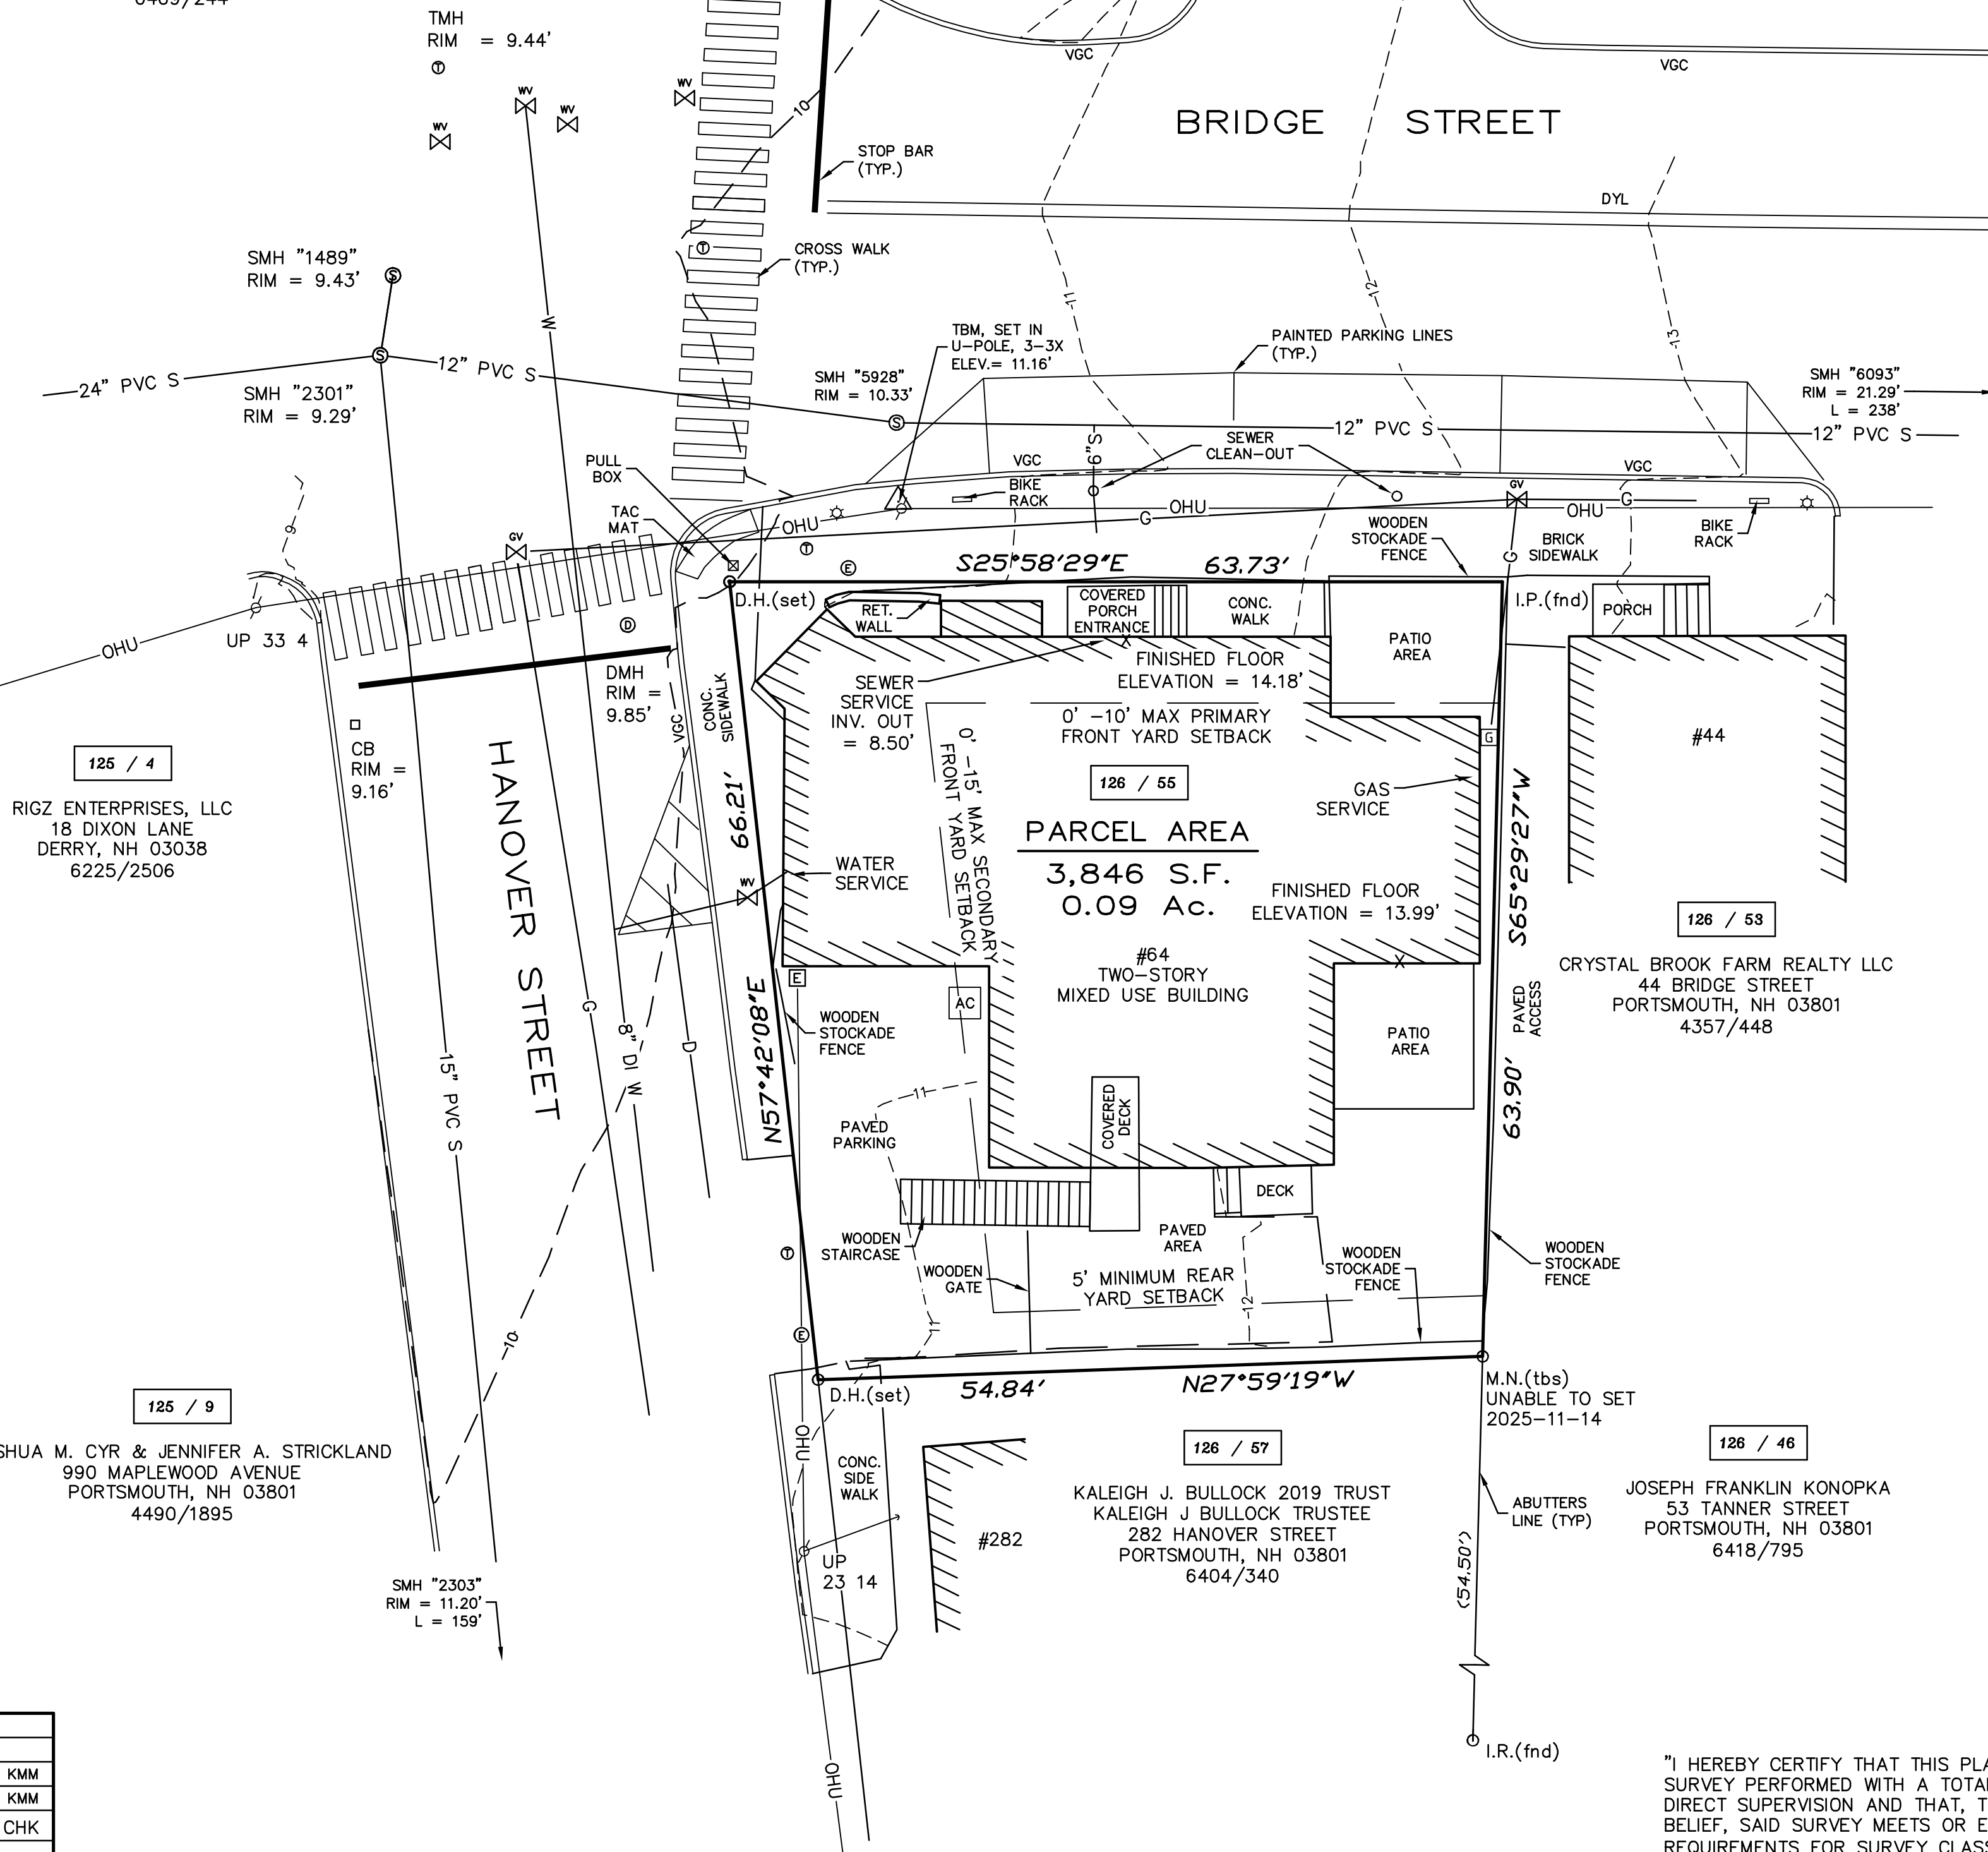 TMH
RIM = 9.44'
T
WV
WV
WV
WV
VGC
VGC
BRIDGE STREET
10
STOP BAR
(TYP.)
DYL
T
CROSS WALK
(TYP.)
SMH "1489"
RIM = 9.43'
S
W
11
12
13
TBM, SET IN
U-POLE, 3-3X
ELEV.= 11.16'
PAINTED PARKING LINES
(TYP.)
S
24" PVC S
12" PVC S
SMH "2301"
RIM = 9.29'
SMH "5928"
RIM = 10.33'
S
SMH "6093"
RIM = 21.29'
L = 238'
12" PVC S
12" PVC S
6"S
SEWER
CLEAN-OUT
VGC
VGC
PULL
BOX
TAC
MAT
BIKE
RACK
OHU
G
OHU
GV
G
OHU
BIKE
RACK
9
GV
T
E
WOODEN
STOCKADE
FENCE
BRICK
SIDEWALK
G
S25°58'29"E 63.73'
D.H.(set)
RET.
WALL
COVERED
PORCH
ENTRANCE
CONC.
WALK
I.P.(fnd)
PORCH
PATIO
AREA
UP 33 4
OHU
D
DMH
RIM =
9.85'
VGC
CONC.
SIDEWALK
X
FINISHED FLOOR
ELEVATION = 14.18'
SEWER
SERVICE
INV. OUT
= 8.50'
0' -10' MAX PRIMARY
FRONT YARD SETBACK
0' -15' MAX SECONDARY
FRONT YARD SETBACK
G
#44
CB
RIM =
9.16'
125 / 4
RIGZ ENTERPRISES, LLC
18 DIXON LANE
DERRY, NH 03038
6225/2506
HANOVER STREET
66.21'
126 / 55
GAS
SERVICE
PARCEL AREA
3,846 S.F.
0.09 Ac.
WATER
SERVICE
WV
FINISHED FLOOR
ELEVATION = 13.99'
S65°29'27"W
126 / 53
CRYSTAL BROOK FARM REALTY LLC
44 BRIDGE STREET
PORTSMOUTH, NH 03801
4357/448
#64
TWO-STORY
MIXED USE BUILDING
X
E
AC
N57°42'08"E
WOODEN
STOCKADE
FENCE
PATIO
AREA
PAVED
ACCESS
G
8" DI W
D
15" PVC S
63.90'
11
PAVED
PARKING
COVERED
DECK
DECK
WOODEN
STAIRCASE
PAVED
AREA
T
WOODEN
GATE
5' MINIMUM REAR
YARD SETBACK
WOODEN
STOCKADE
FENCE
WOODEN
STOCKADE
FENCE
11
12
E
10
D.H.(set)
54.84' N27°59'19"W
M.N.(tbs)
UNABLE TO SET
2025-11-14
125 / 9
SHUA M. CYR & JENNIFER A. STRICKLAND
990 MAPLEWOOD AVENUE
PORTSMOUTH, NH 03801
4490/1895
OHU
CONC.
SIDE
WALK
126 / 57
KALEIGH J. BULLOCK 2019 TRUST
KALEIGH J BULLOCK TRUSTEE
282 HANOVER STREET
PORTSMOUTH, NH 03801
6404/340
126 / 46
JOSEPH FRANKLIN KONOPKA
53 TANNER STREET
PORTSMOUTH, NH 03801
6418/795
ABUTTERS
LINE (TYP)
#282
UP
23 14
(54.50')
SMH "2303"
RIM = 11.20'
L = 159'
I.R.(fnd)
OHU
KMM
KMM
CHK
"I HEREBY CERTIFY THAT THIS PLA
SURVEY PERFORMED WITH A TOTA
DIRECT SUPERVISION AND THAT, T
BELIEF, SAID SURVEY MEETS OR E
REQUIREMENTS FOR SURVEY CLASS